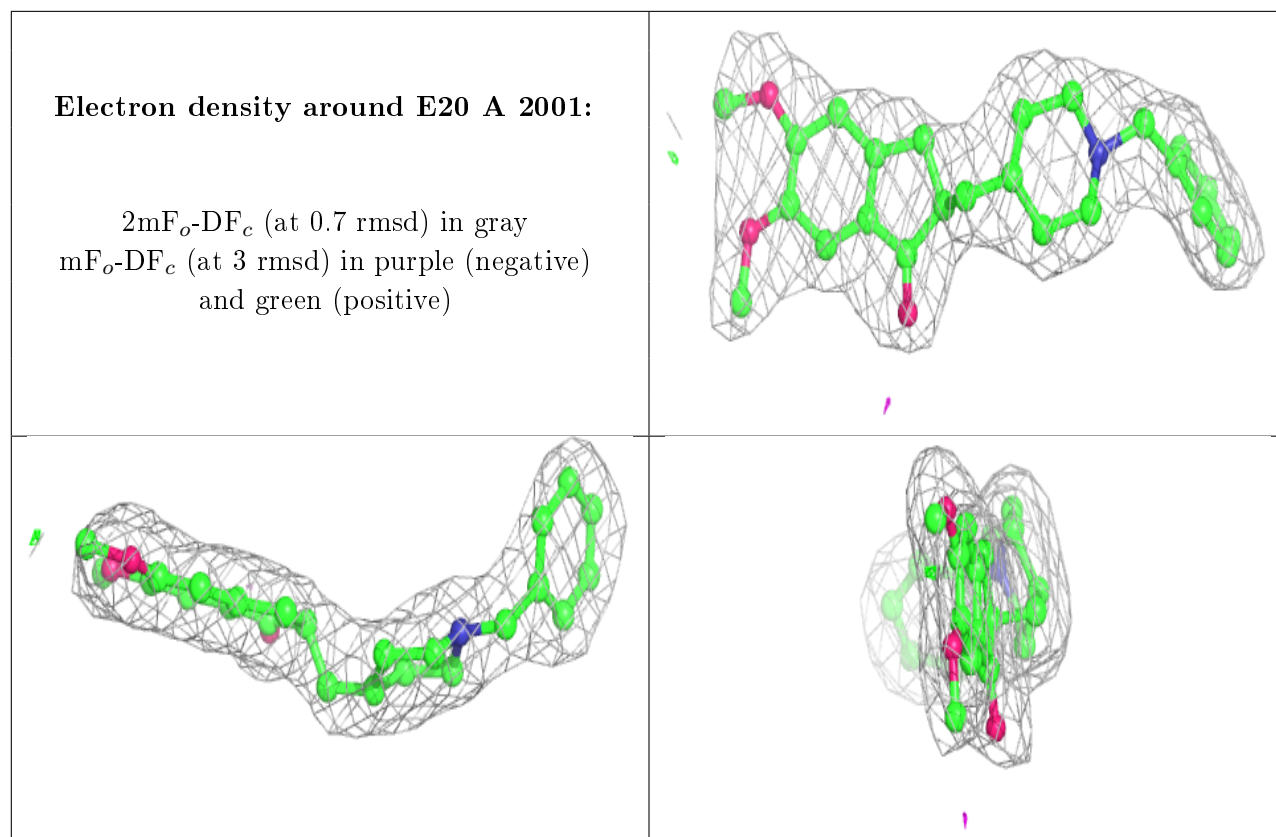 Electron density around E20 A 2001:
2mFₒ-DF𝒸 (at 0.7 rmsd) in gray
mFₒ-DF𝒸 (at 3 rmsd) in purple (negative)
and green (positive)